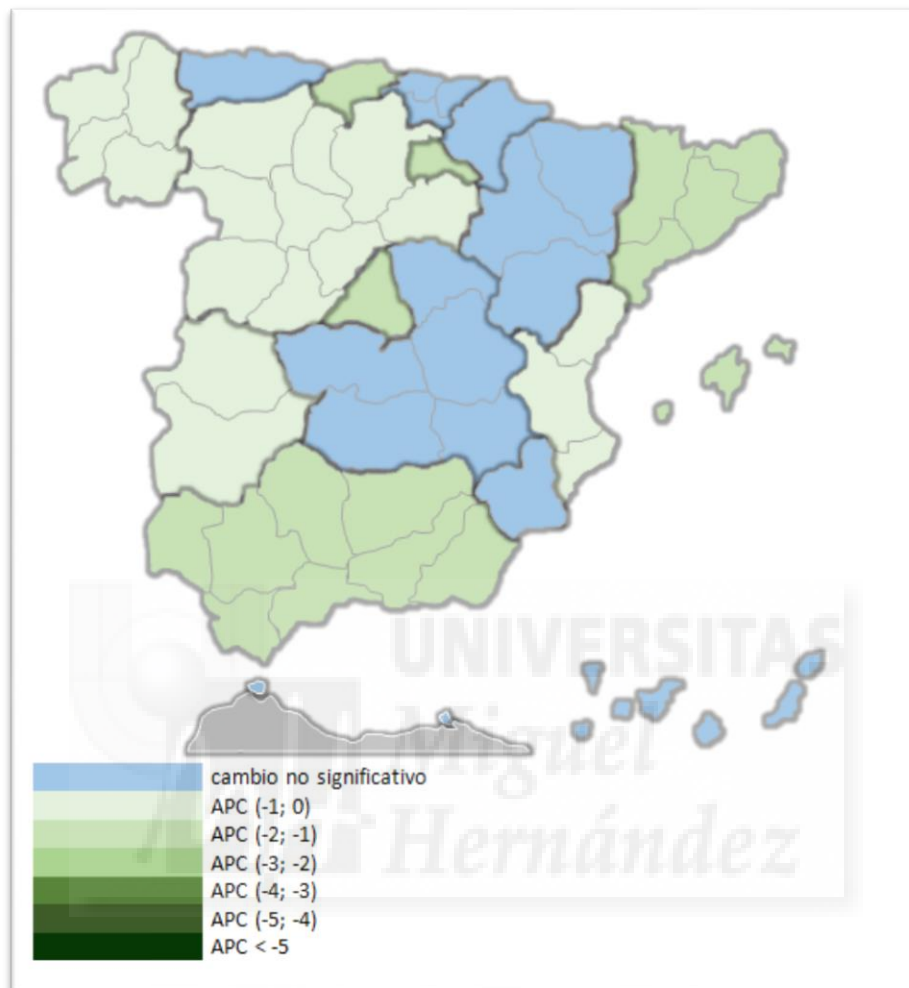 UNIVERSITAS
Miguel
Hernández
cambio no significativo
APC (-1; 0)
APC (-2; -1)
APC (-3; -2)
APC (-4; -3)
APC (-5; -4)
APC < -5